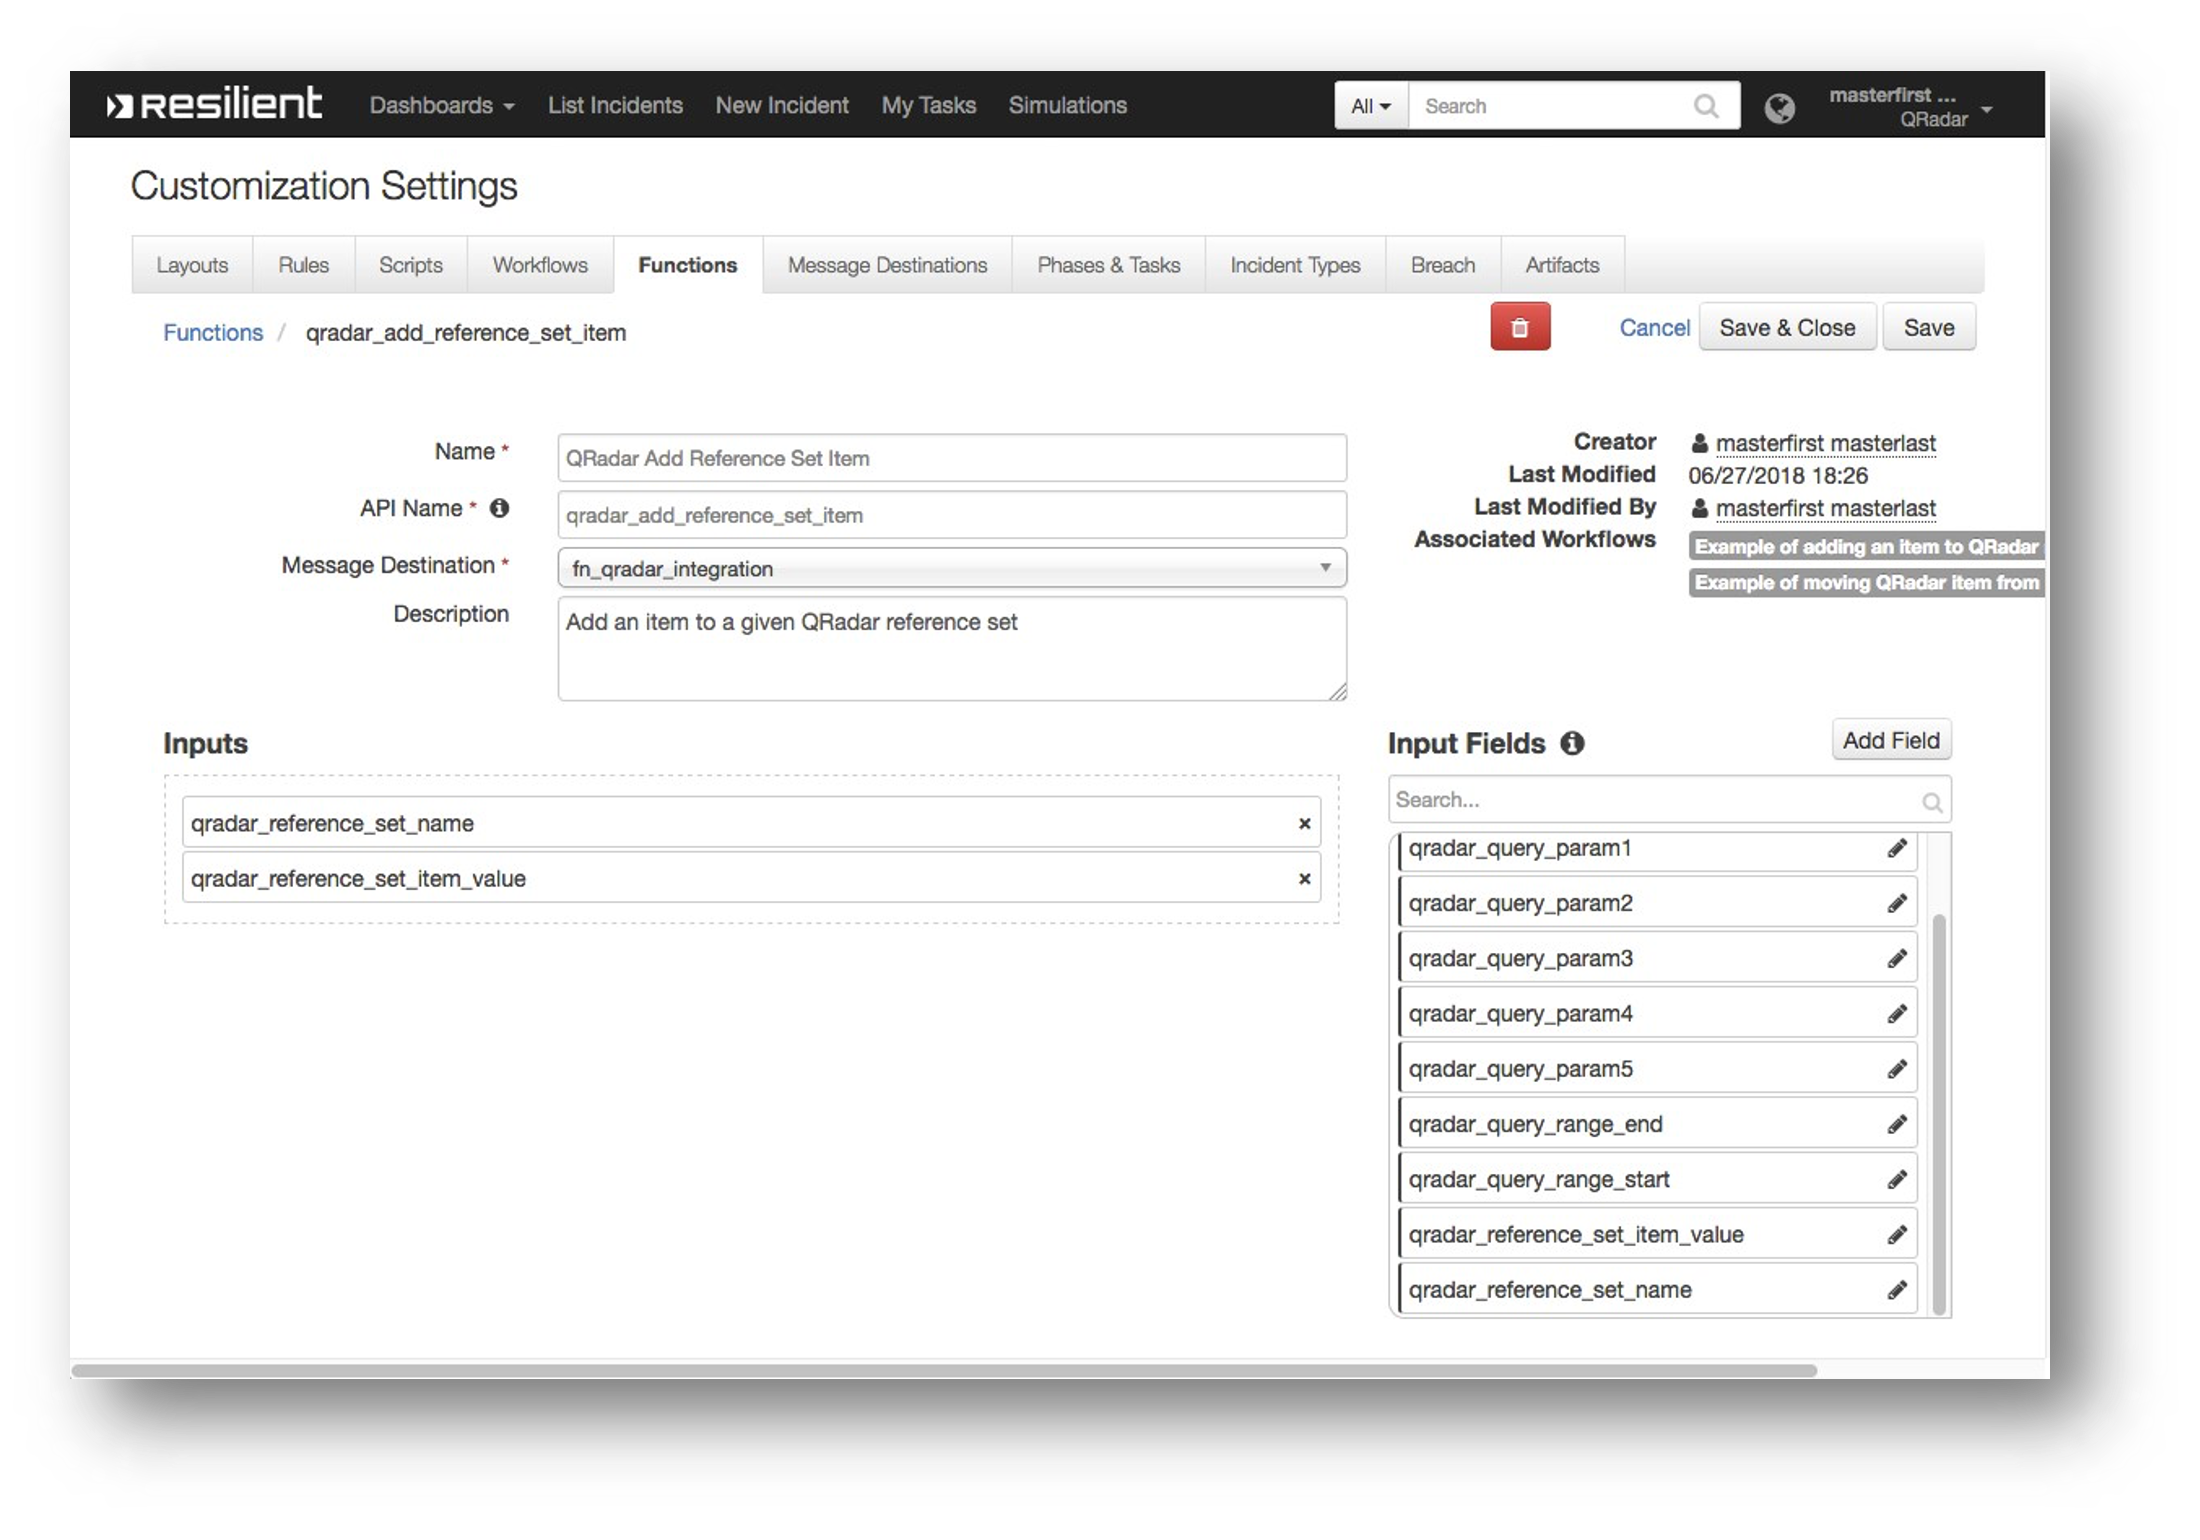 Resilient Dashboards List Incidents New Incident My Tasks Simulations All Search masterfirst ...
QRadar
Customization Settings
Layouts Rules Scripts Workflows Functions Message Destinations Phases & Tasks Incident Types Breach Artifacts
Functions / qradar_add_reference_set_item Cancel Save & Close Save
Name * QRadar Add Reference Set Item
API Name * qradar_add_reference_set_item
Message Destination * fn_qradar_integration
Description Add an item to a given QRadar reference set
Creator masterfirst masterlast
Last Modified 06/27/2018 18:26
Last Modified By masterfirst masterlast
Associated Workflows Example of adding an item to QRadar
Example of moving QRadar item from
Inputs
qradar_reference_set_name ×
qradar_reference_set_item_value ×
Input Fields Add Field
Search...
qradar_query_param1
qradar_query_param2
qradar_query_param3
qradar_query_param4
qradar_query_param5
qradar_query_range_end
qradar_query_range_start
qradar_reference_set_item_value
qradar_reference_set_name